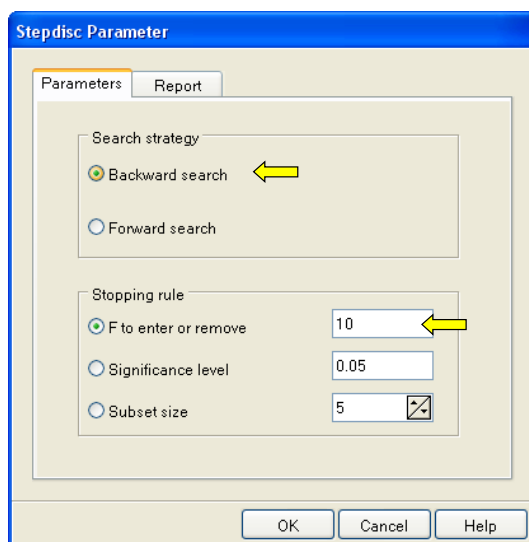 Stepdisc Parameter
Parameters Report
Search strategy
Backward search
Forward search
Stopping rule
F to enter or remove 10
Significance level 0.05
Subset size 5
OK Cancel Help